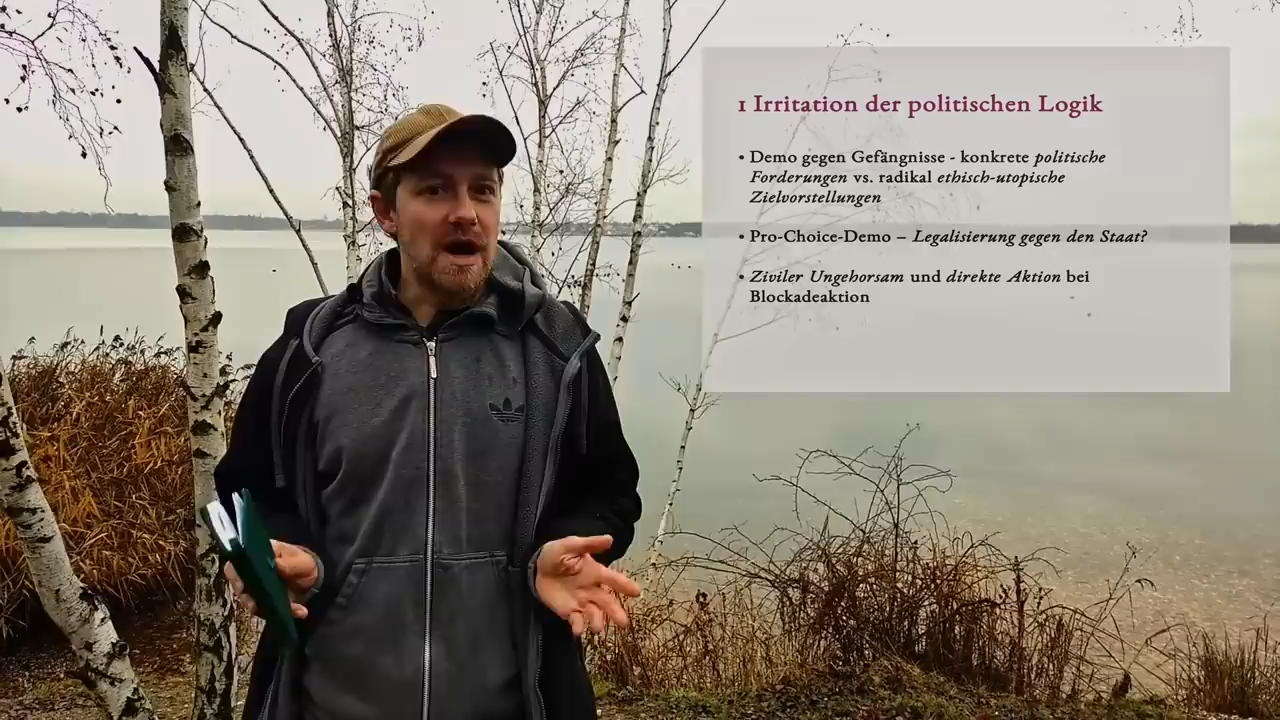 1 Irritation der politischen Logik
• Demo gegen Gefängnisse - konkrete politische
Forderungen vs. radikal ethisch-utopische
Zielvorstellungen
• Pro-Choice-Demo – Legalisierung gegen den Staat?
• Ziviler Ungehorsam und direkte Aktion bei
Blockadeaktion